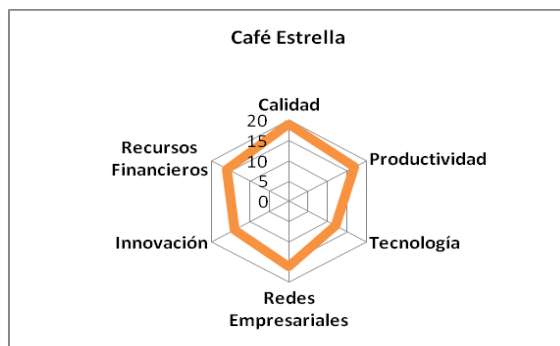 Café Estrella
Calidad
20
15
10
5
0
Productividad
Tecnología
Redes
Empresariales
Innovación
Recursos
Financieros